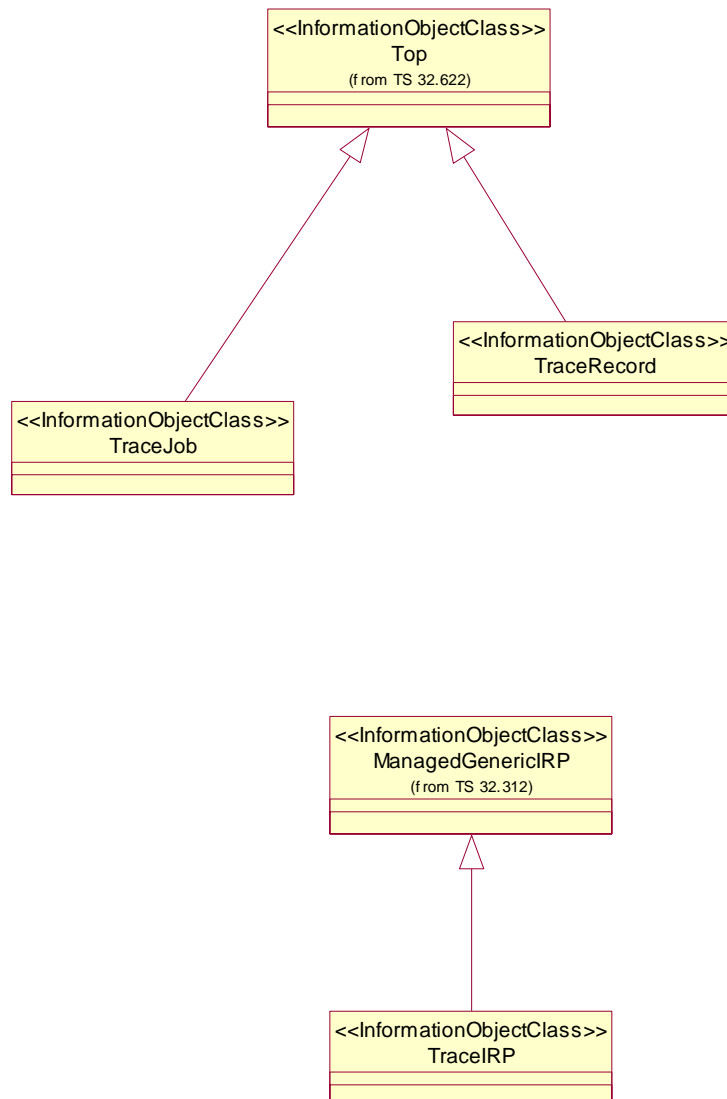 <<InformationObjectClass>>
Top
(from TS 32.622)
<<InformationObjectClass>>
TraceRecord
<<InformationObjectClass>>
TraceJob
<<InformationObjectClass>>
ManagedGenericIRP
(from TS 32.312)
<<InformationObjectClass>>
TraceIRP